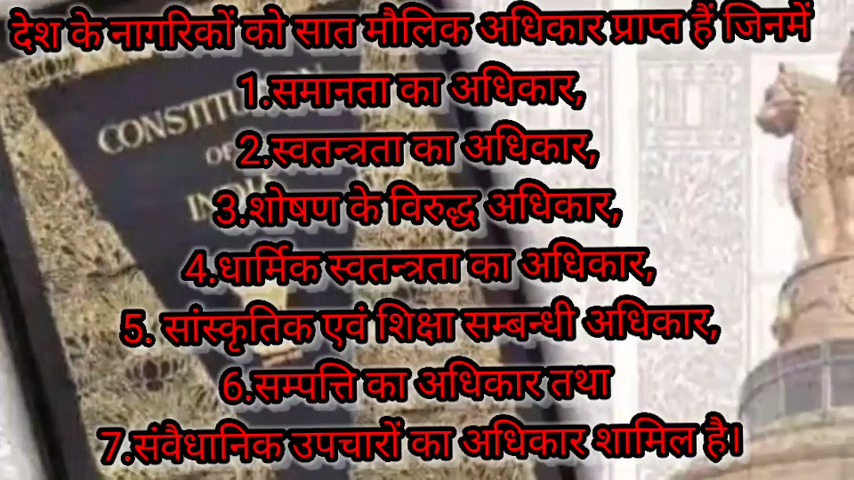 देश के नागरिकों को सात मौलिक अधिकार प्राप्त हैं जिनमें
1.समानता का अधिकार,
2.स्वतन्त्रता का अधिकार,
3.शोषण के विरुद्ध अधिकार,
4.धार्मिक स्वतन्त्रता का अधिकार,
5. सांस्कृतिक एवं शिक्षा सम्बन्धी अधिकार,
6.सम्पत्ति का अधिकार तथा
7.संवैधानिक उपचारों का अधिकार शामिल है।